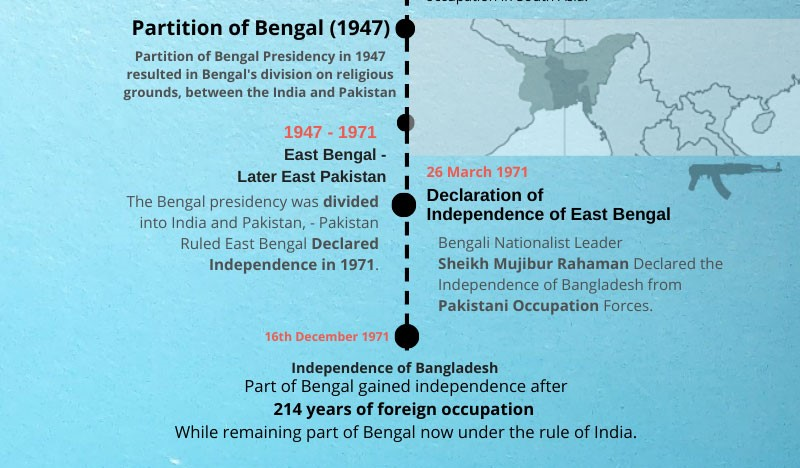 occupation in South Asia.
Partition of Bengal (1947)
Partition of Bengal Presidency in 1947
resulted in Bengal's division on religious
grounds, between the India and Pakistan
1947 - 1971
East Bengal -
Later East Pakistan
The Bengal presidency was divided
into India and Pakistan, - Pakistan
Ruled East Bengal Declared
Independence in 1971.
26 March 1971
Declaration of
Independence of East Bengal
Bengali Nationalist Leader
Sheikh Mujibur Rahaman Declared the
Independence of Bangladesh from
Pakistani Occupation Forces.
16th December 1971
Independence of Bangladesh
Part of Bengal gained independence after
214 years of foreign occupation
While remaining part of Bengal now under the rule of India.